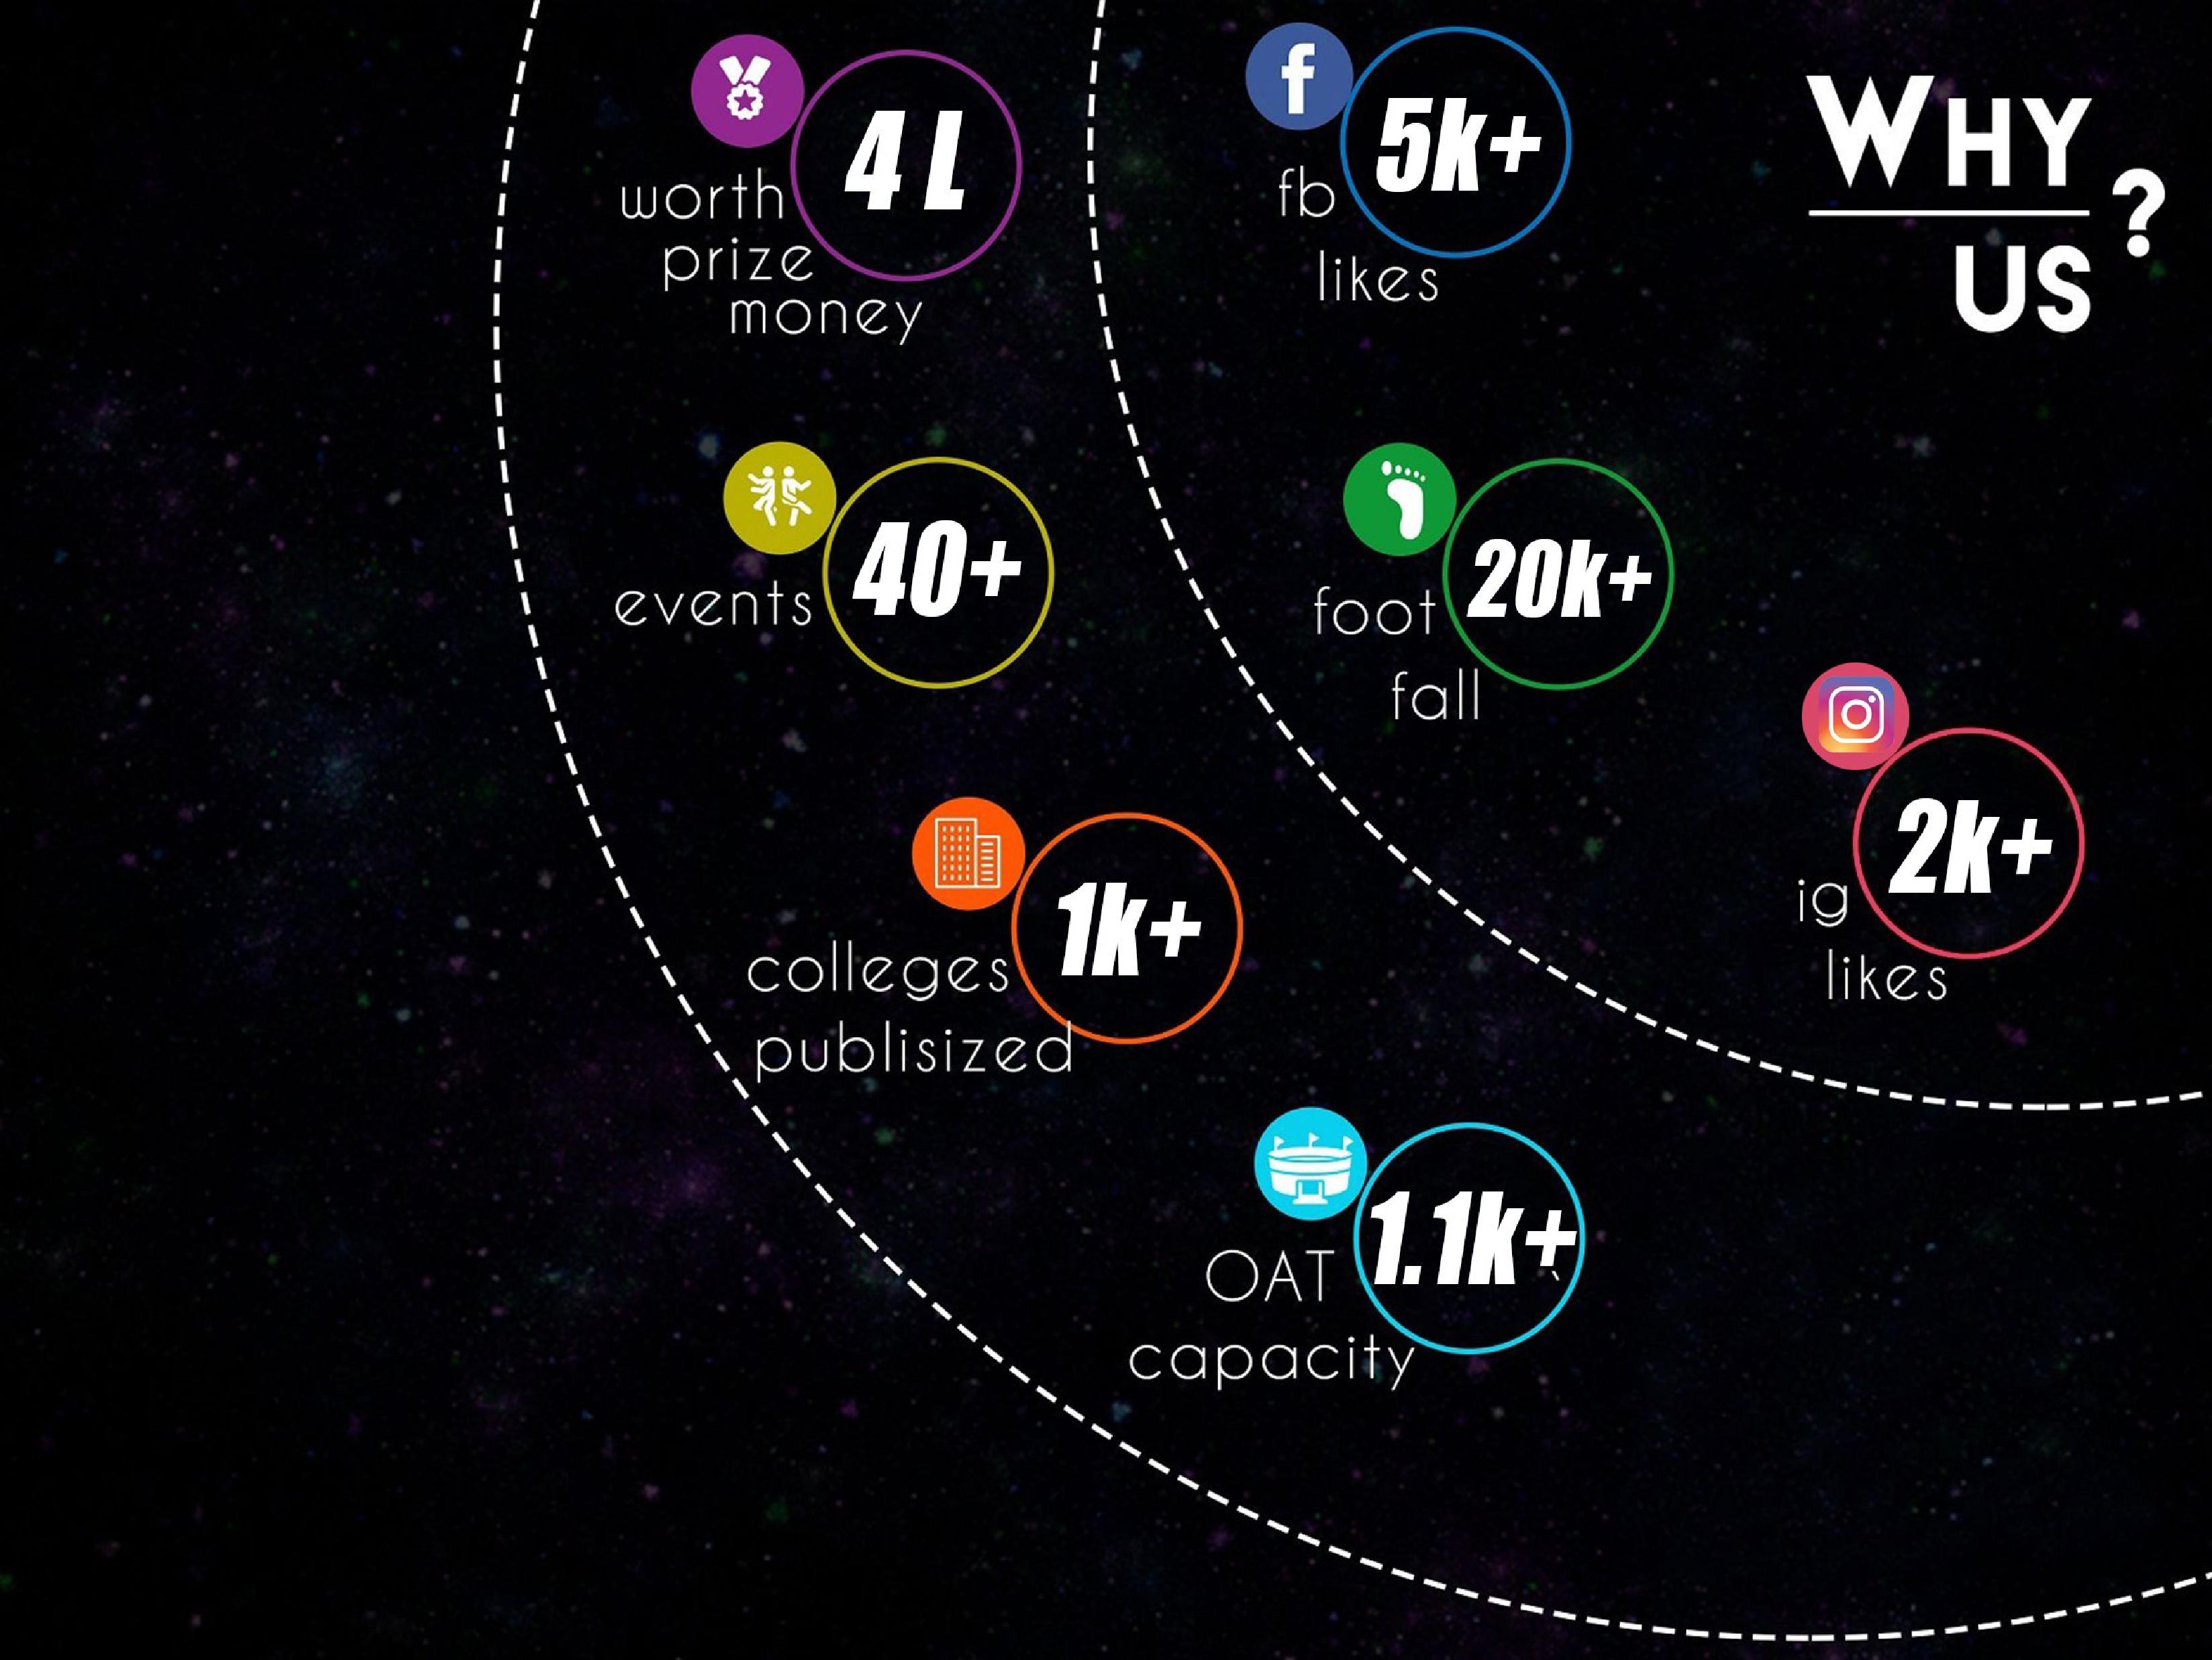 WHY
US ?
4 L
worth
prize
money
f
5k+
fb
likes
40+
events
20k+
foot
fall
2k+
ig
likes
1k+
colleges
publisized
1.1k+
OAT
capacity